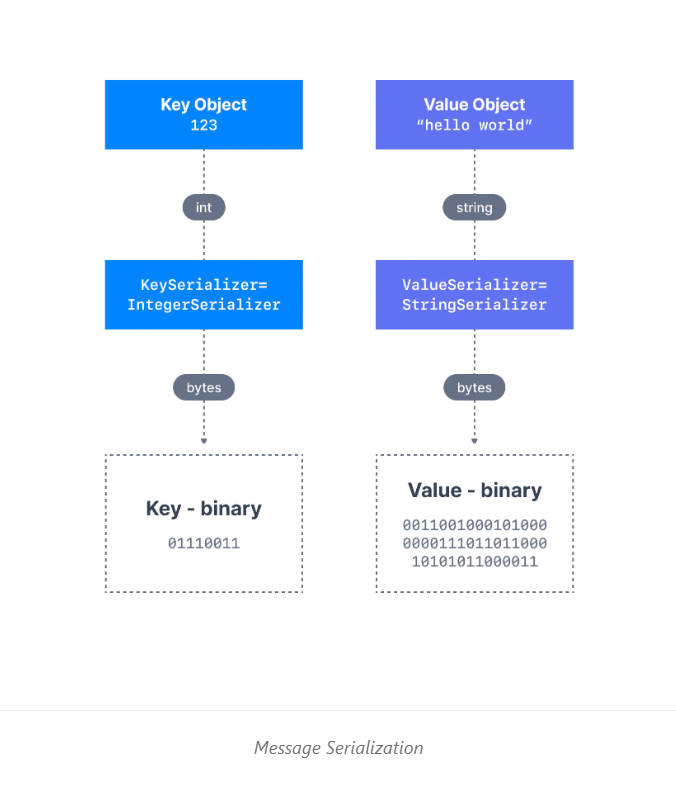 Key Object
123
Value Object
“hello world”
int
string
KeySerializer=
IntegerSerializer
ValueSerializer=
StringSerializer
bytes
bytes
Key - binary
01110011
Value - binary
0011001000101000
0000111011011000
10101011000011
Message Serialization